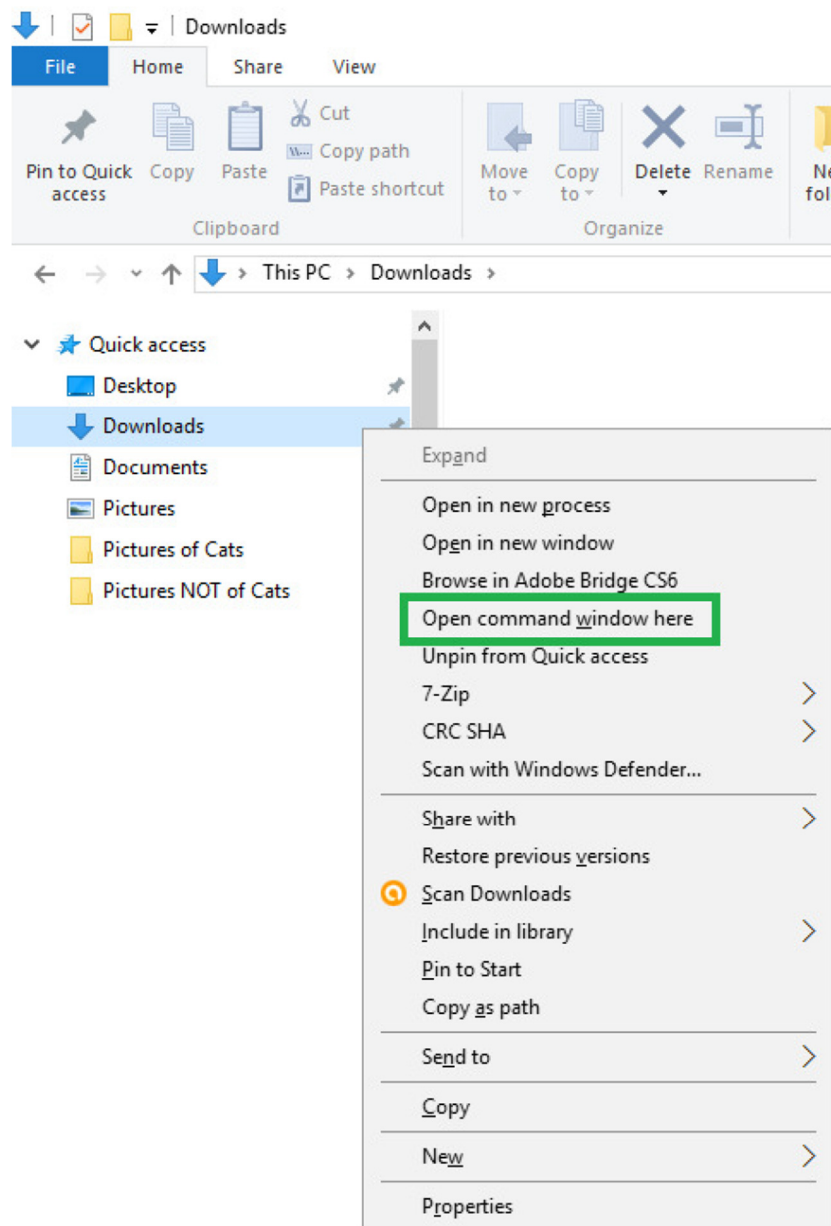 Downloads
File Home Share View
Cut
Copy path
Paste shortcut
Pin to Quick access Copy Paste
Move to Copy to Delete Rename
Clipboard Organize
This PC > Downloads >
Quick access
Desktop
Downloads
Documents
Pictures
Pictures of Cats
Pictures NOT of Cats
Expand
Open in new process
Open in new window
Browse in Adobe Bridge CS6
Open command window here
Unpin from Quick access
7-Zip
CRC SHA
Scan with Windows Defender...
Share with
Restore previous versions
Scan Downloads
Include in library
Pin to Start
Copy as path
Send to
Copy
New
Properties